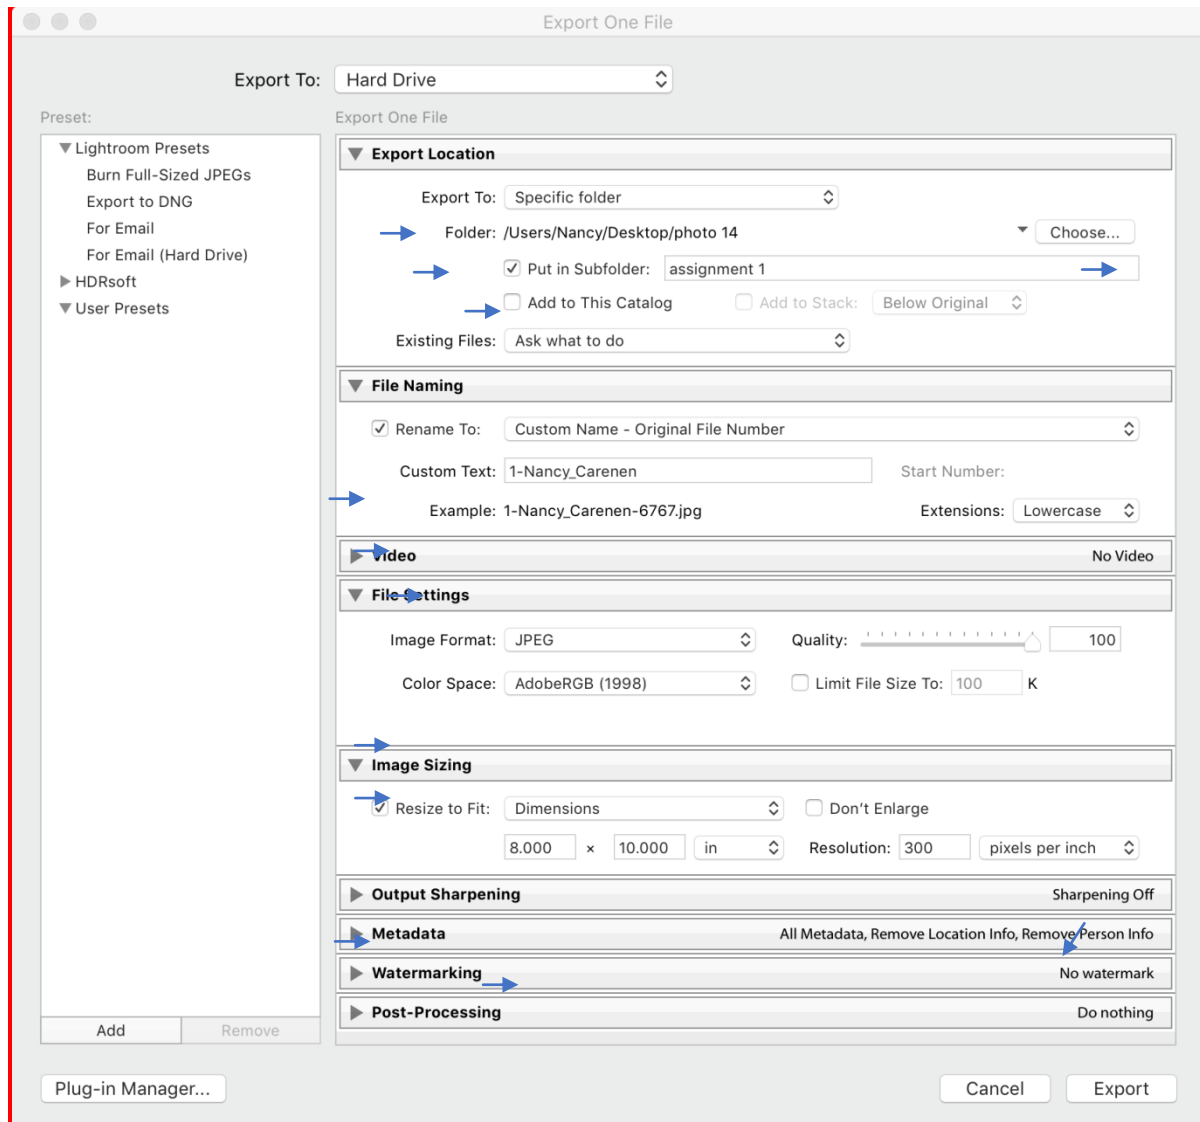 Export One File
Export To: Hard Drive
Preset:
Export One File
Lightroom Presets
Burn Full-Sized JPEGs
Export to DNG
For Email
For Email (Hard Drive)
HDRsoft
User Presets
Add Remove
Export Location
Export To: Specific folder
Folder: /Users/Nancy/Desktop/photo 14 Choose...
Put in Subfolder: assignment 1
Add to This Catalog Add to Stack: Below Original
Existing Files: Ask what to do
File Naming
Rename To: Custom Name - Original File Number
Custom Text: 1-Nancy_Carenen Start Number:
Example: 1-Nancy_Carenen-6767.jpg Extensions: Lowercase
Video No Video
File Settings
Image Format: JPEG Quality: 100
Color Space: AdobeRGB (1998) Limit File Size To: 100 K
Image Sizing
Resize to Fit: Dimensions Don't Enlarge
8.000 × 10.000 in Resolution: 300 pixels per inch
Output Sharpening Sharpening Off
Metadata All Metadata, Remove Location Info, Remove Person Info
Watermarking No watermark
Post-Processing Do nothing
Plug-in Manager... Cancel Export